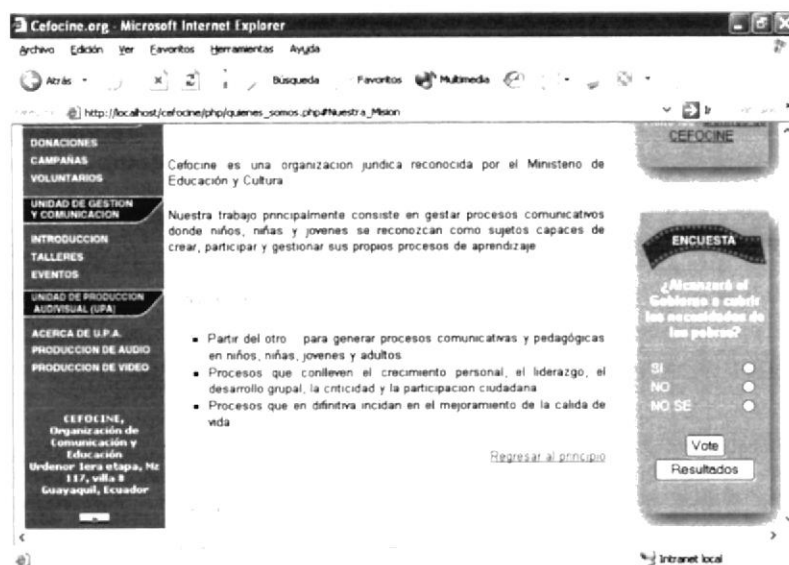 Cefocine.org - Microsoft Internet Explorer
Archivo Edición Ver Favoritos Herramientas Ayuda
Atrás Búsqueda Favoritos Multimedia
http://localhost/cefocine/php/quienes_somos.php#Nuestra_Mision Ir
DONACIONES
CAMPAÑAS
VOLUNTARIOS
UNIDAD DE GESTION
Y COMUNICACION
INTRODUCCION
TALLERES
EVENTOS
UNIDAD DE PRODUCCION
AUDIVISUAL (UPA)
ACERCA DE U.P.A.
PRODUCCION DE AUDIO
PRODUCCION DE VIDEO
CEFOCINE,
Organización de
Comunicación y
Educación
Urdenor 1era etapa, Mz
117, villa 8
Guayaquil, Ecuador
Cefocine es una organizacion juridica reconocida por el Ministerio de
Educación y Cultura
Nuestra trabajo principalmente consiste en gestar procesos comunicativos
donde niños, niñas y jovenes se reconozcan como sujetos capaces de
crear, participar y gestionar sus propios procesos de aprendizaje
Partir del otro para generar procesos comunicativas y pedagógicas
en niños, niñas, jovenes y adultos
Procesos que conlleven el crecimiento personal, el liderazgo, el
desarrollo grupal, la criticidad y la participacion ciudadana
Procesos que en difinitiva incidan en el mejoramiento de la calida de
vida
Regresar al principio
CEFOCINE
ENCUESTA
¿Alcanzará el
Gobierno a cubrir
las necesidades de
los pobres?
SI
NO
NO SE
Vote
Resultados
Intranet local